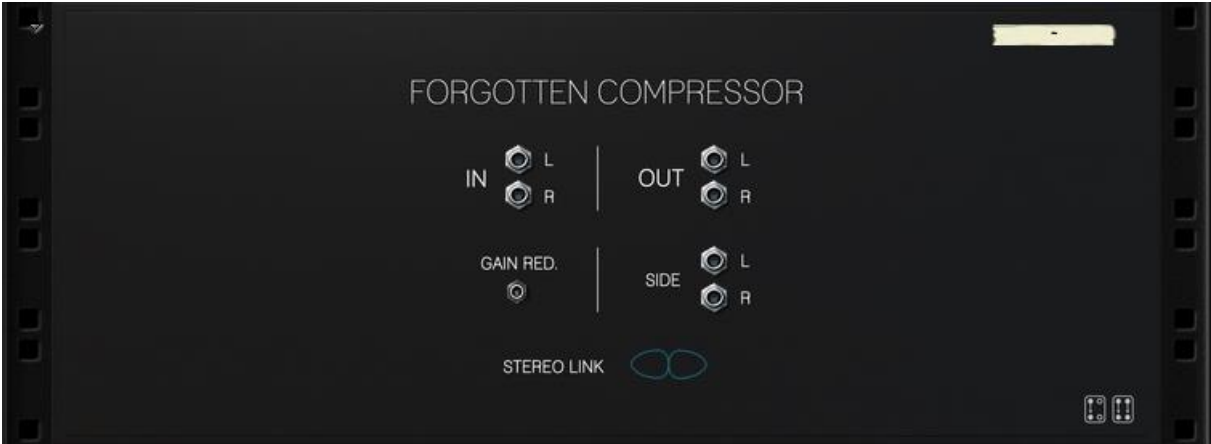 -
FORGOTTEN COMPRESSOR
IN L
R
OUT L
R
GAIN RED.
SIDE L
R
STEREO LINK